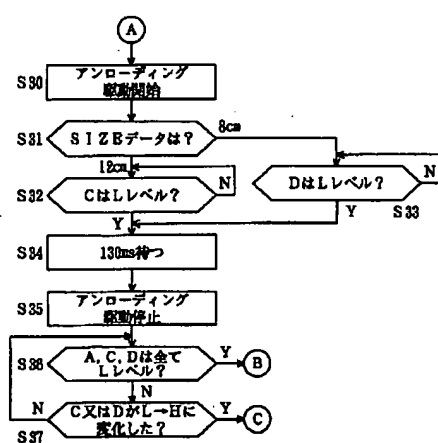 A
S30
アンローディング
駆動開始
S31
SIZEデータは?
8cm
12cm
S32
CはLレベル?
N
DはLレベル?
N
S33
Y
Y
S34
130ms待つ
S35
アンローディング
駆動停止
S36
A,C,Dは全て
Lレベル?
Y
B
N
C又はDがL→Hに
変化した?
N
Y
C
S37